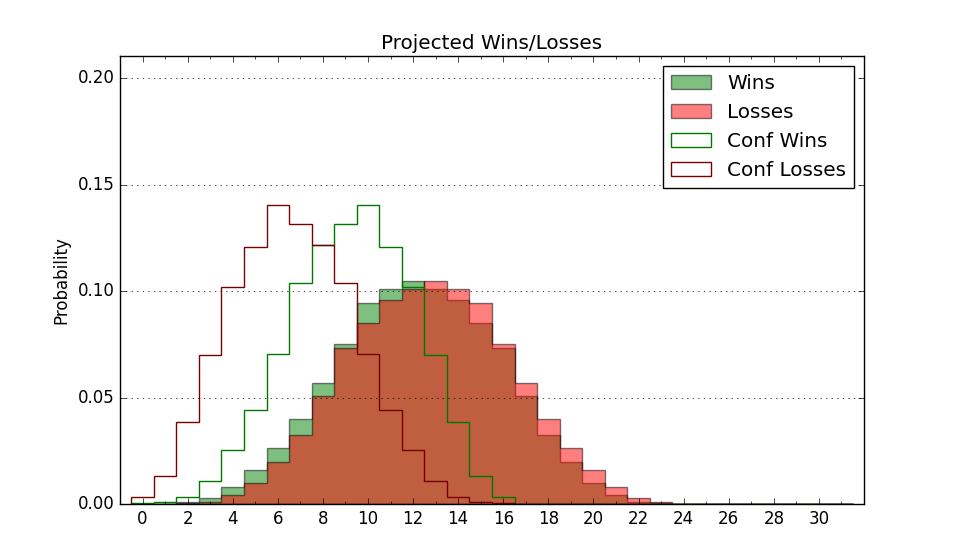 Projected Wins/Losses
Wins
Losses
Conf Wins
Conf Losses
Probability
0.20
0.15
0.10
0.05
0.00
0 2 4 6 8 10 12 14 16 18 20 22 24 26 28 30